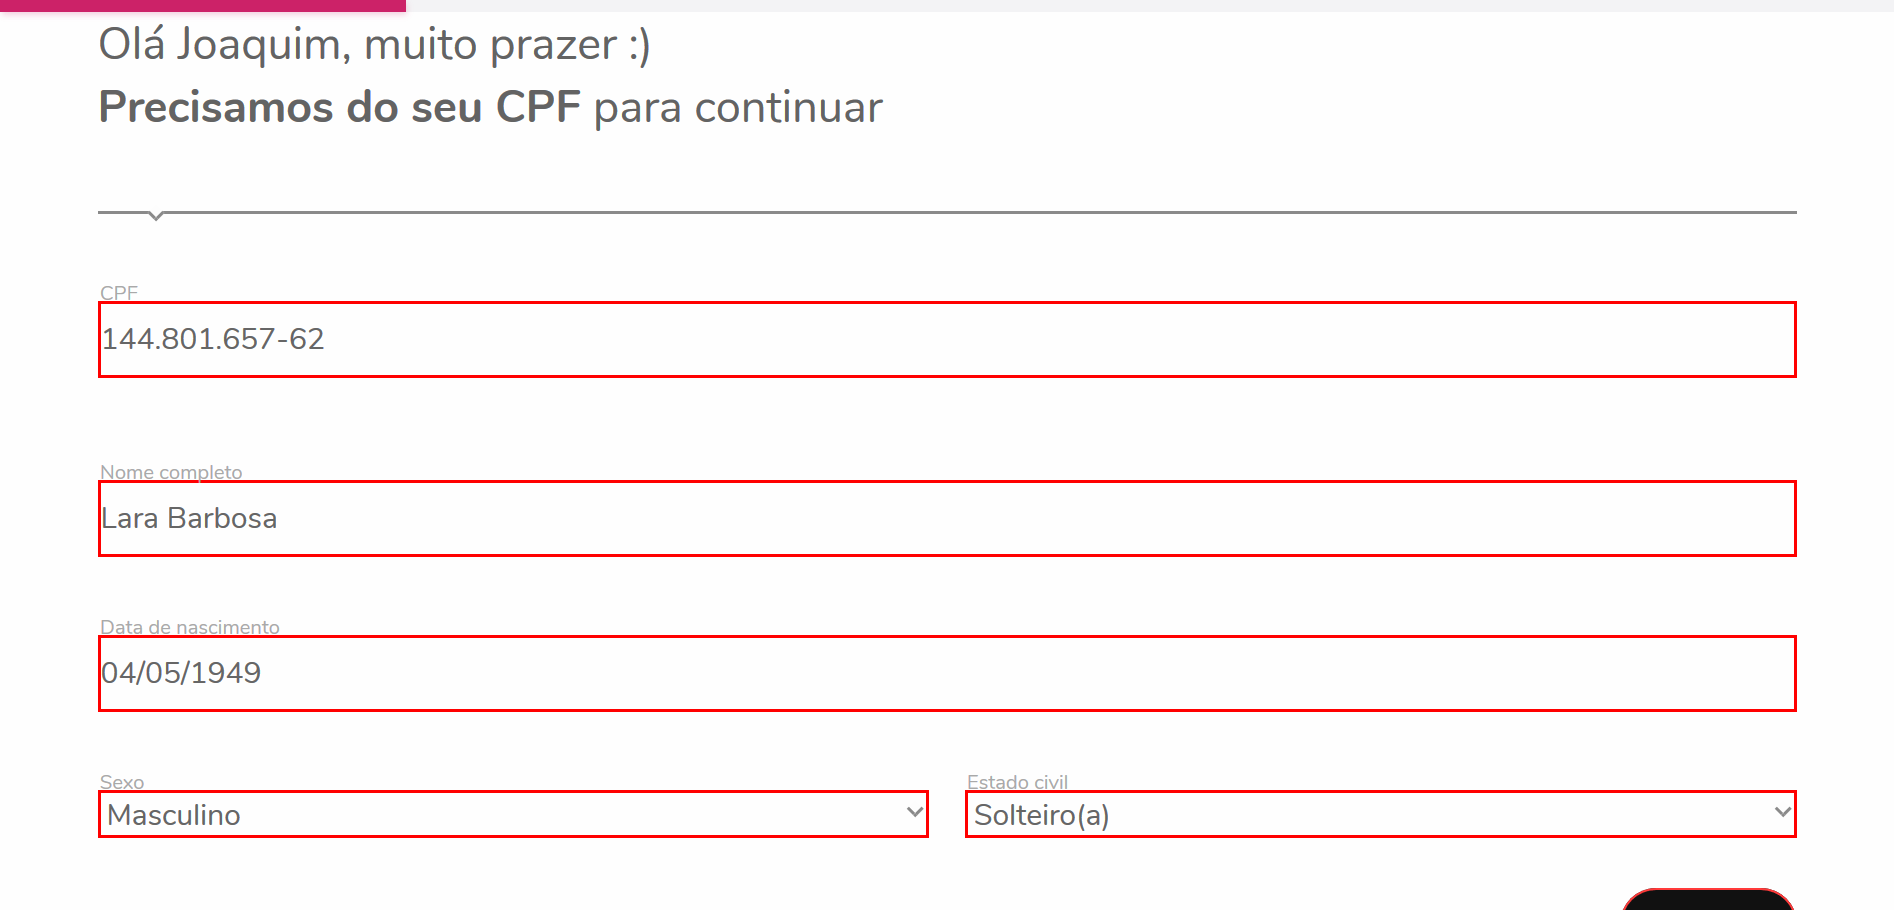 Olá Joaquim, muito prazer :)
Precisamos do seu CPF para continuar
CPF
144.801.657-62
Nome completo
Lara Barbosa
Data de nascimento
04/05/1949
Sexo
Estado civil
Masculino
Solteiro(a)